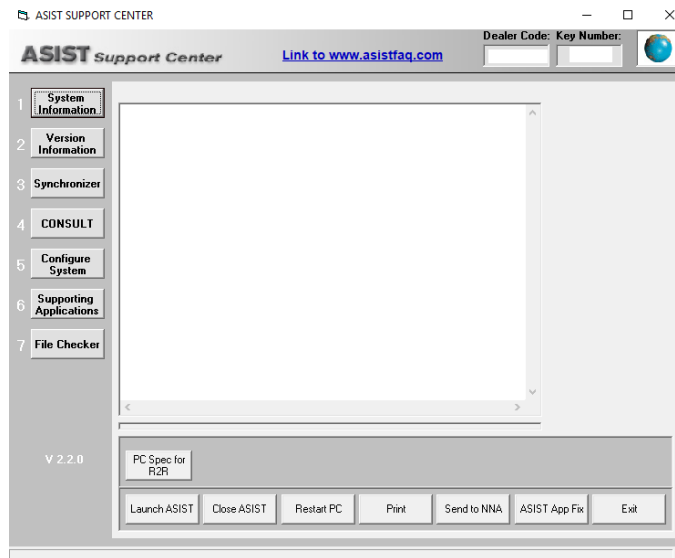 ASIST SUPPORT CENTER
ASIST Support Center
Link to www.asistfaq.com
Dealer Code: Key Number:
1 System
Information
2 Version
Information
3 Synchronizer
4 CONSULT
5 Configure
System
6 Supporting
Applications
7 File Checker
V 2.2.0
PC Spec for
R2R
Launch ASIST Close ASIST Restart PC Print Send to NNA ASIST App Fix Exit